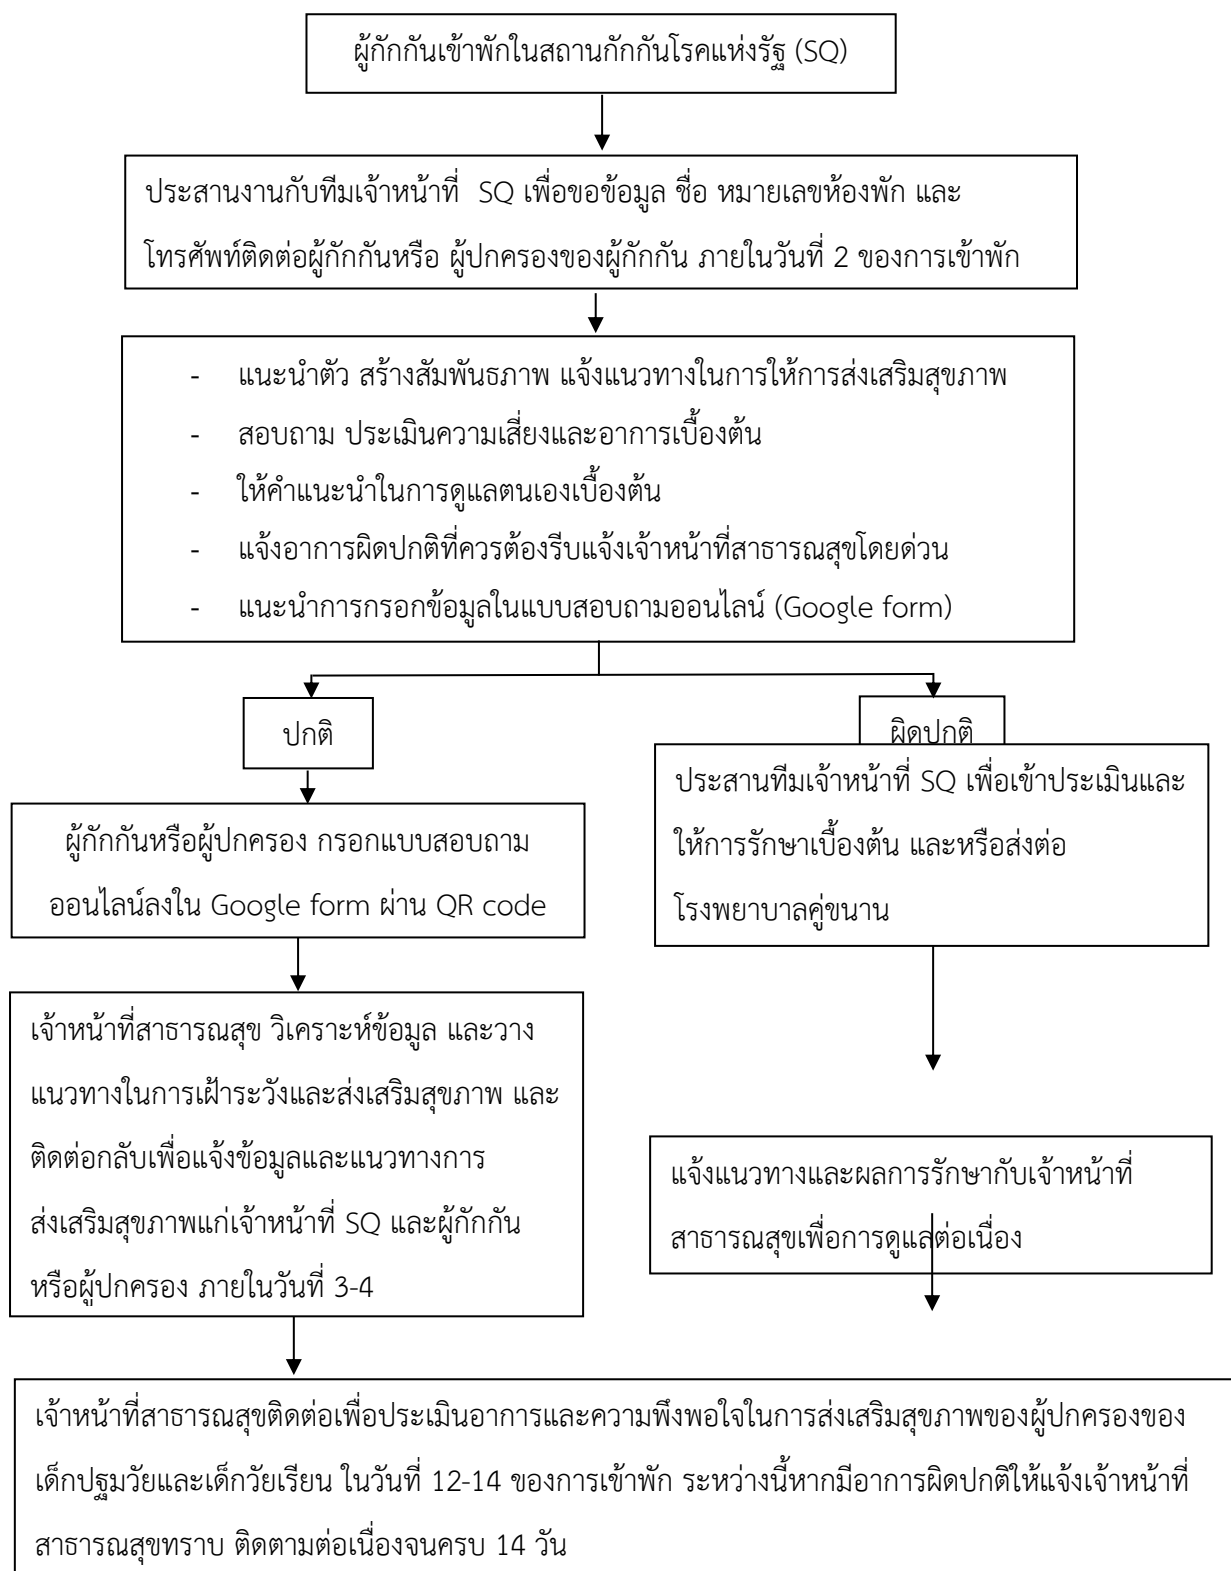 ผู้กักกันเข้าพักในสถานกักกันโรคแห่งรัฐ (SQ)
ประสานงานกับทีมเจ้าหน้าที่ SQ เพื่อขอข้อมูล ชื่อ หมายเลขห้องพัก และ
โทรศัพท์ติดต่อผู้กักกันหรือ ผู้ปกครองของผู้กักกัน ภายในวันที่ 2 ของการเข้าพัก
- แนะนำตัว สร้างสัมพันธภาพ แจ้งแนวทางในการให้การส่งเสริมสุขภาพ
- สอบถาม ประเมินความเสี่ยงและอาการเบื้องต้น
- ให้คำแนะนำในการดูแลตนเองเบื้องต้น
- แจ้งอาการผิดปกติที่ควรต้องรีบแจ้งเจ้าหน้าที่สาธารณสุขโดยด่วน
- แนะนำการกรอกข้อมูลในแบบสอบถามออนไลน์ (Google form)
ปกติ
ผู้กักกันหรือผู้ปกครอง กรอกแบบสอบถาม
ออนไลน์ลงใน Google form ผ่าน QR code
เจ้าหน้าที่สาธารณสุข วิเคราะห์ข้อมูล และวาง
แนวทางในการเฝ้าระวังและส่งเสริมสุขภาพ และ
ติดต่อกลับเพื่อแจ้งข้อมูลและแนวทางการ
ส่งเสริมสุขภาพแก่เจ้าหน้าที่ SQ และผู้กักกัน
หรือผู้ปกครอง ภายในวันที่ 3-4
ผิดปกติ
ประสานทีมเจ้าหน้าที่ SQ เพื่อเข้าประเมินและ
ให้การรักษาเบื้องต้น และหรือส่งต่อ
โรงพยาบาลคู่ขนาน
แจ้งแนวทางและผลการรักษากับเจ้าหน้าที่
สาธารณสุขเพื่อการดูแลต่อเนื่อง
เจ้าหน้าที่สาธารณสุขติดต่อเพื่อประเมินอาการและความพึงพอใจในการส่งเสริมสุขภาพของผู้ปกครองของ
เด็กปฐมวัยและเด็กวัยเรียน ในวันที่ 12-14 ของการเข้าพัก ระหว่างนี้หากมีอาการผิดปกติให้แจ้งเจ้าหน้าที่
สาธารณสุขทราบ ติดตามต่อเนื่องจนครบ 14 วัน